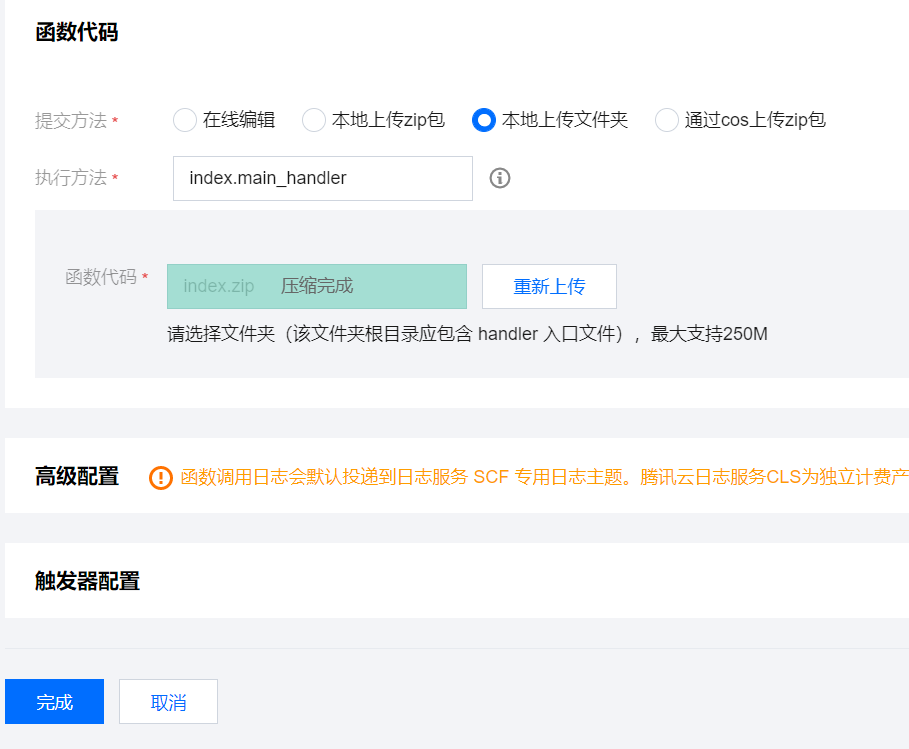 函数代码
提交方法 * 在线编辑 本地上传zip包 本地上传文件夹 通过cos上传zip包
执行方法 * index.main_handler
函数代码 * index.zip 压缩完成 重新上传
请选择文件夹（该文件夹根目录应包含 handler 入口文件），最大支持250M
高级配置 函数调用日志会默认投递到日志服务 SCF 专用日志主题。腾讯云日志服务CLS为独立计费产
触发器配置
完成 取消